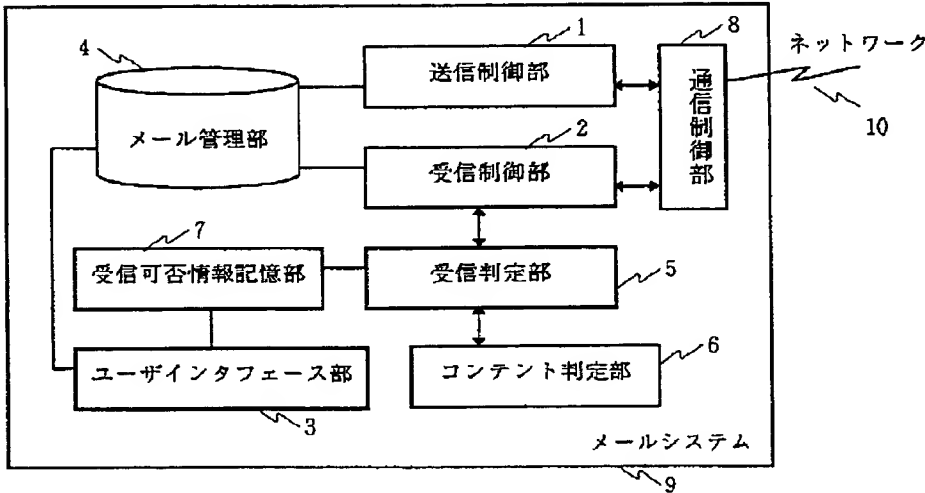 1
8
ネットワーク
4
送信制御部
通信制御部
10
メール管理部
2
受信制御部
7
受信可否情報記憶部
受信判定部
5
6
ユーザインタフェース部
コンテント判定部
3
メールシステム
9